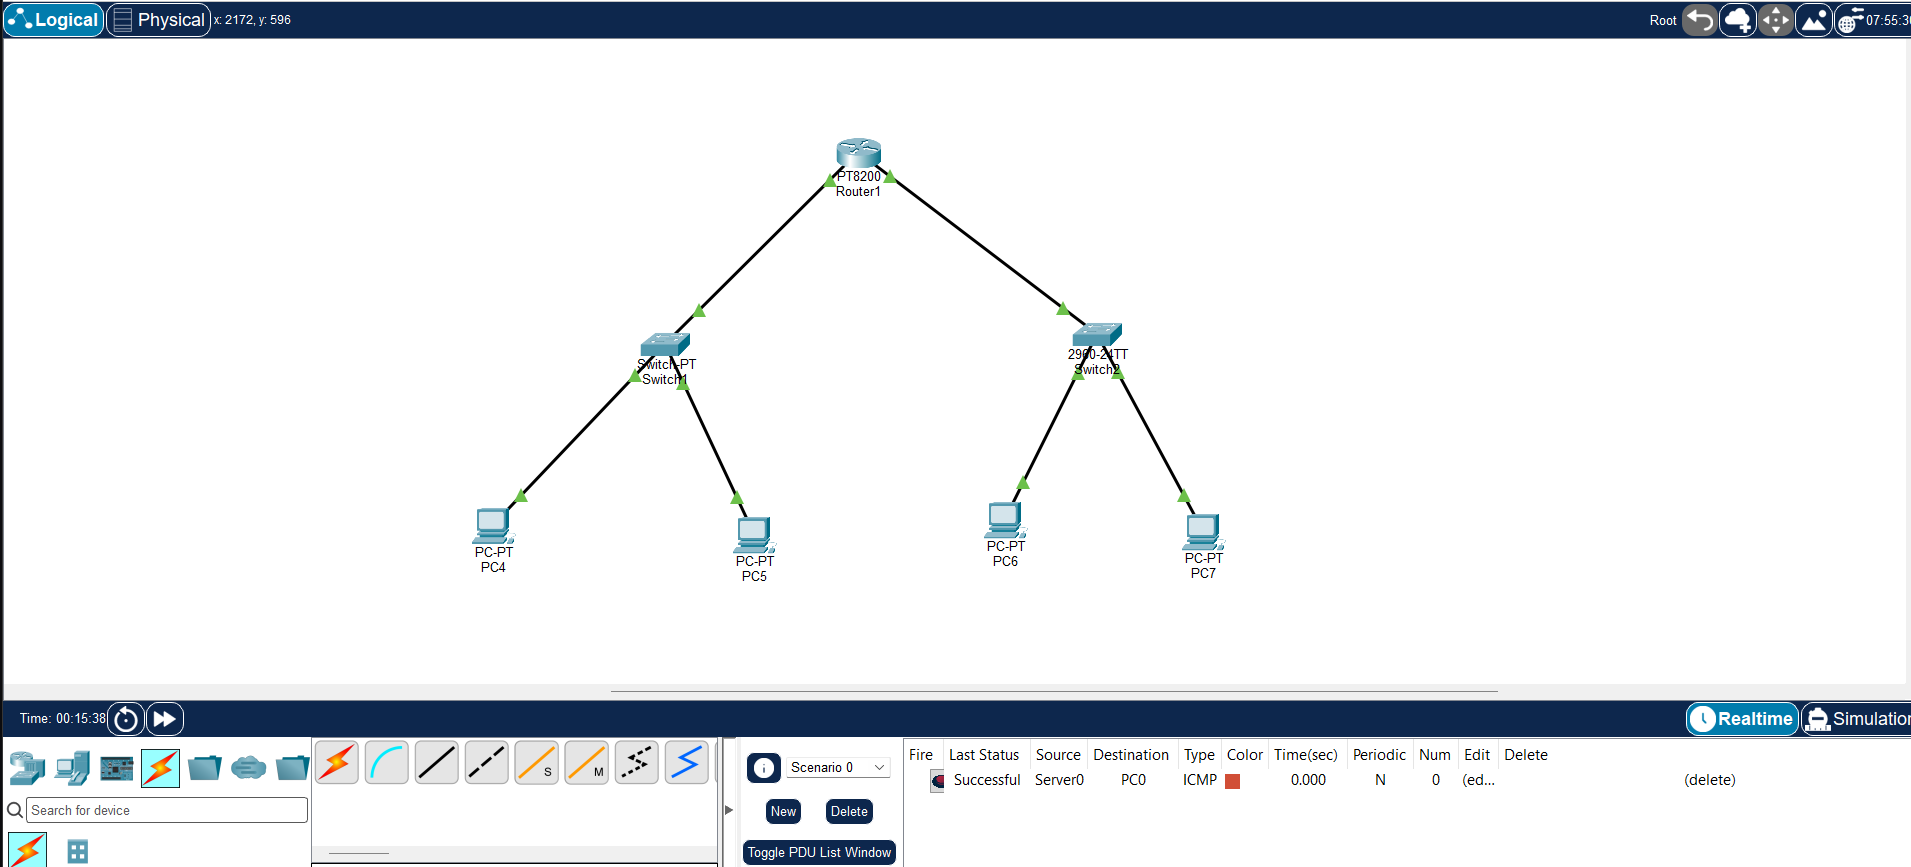 Logical Physical x: 2172, y: 596 Root 07:55:3
PT8200
Router1
Switch-PT
Switch1
2960-24TT
Switch2
PC-PT
PC4
PC-PT
PC5
PC-PT
PC6
PC-PT
PC7
Time: 00:15:38 Realtime Simulation
S M
Search for device
Scenario 0
New Delete
Toggle PDU List Window
Fire Last Status Source Destination Type Color Time(sec) Periodic Num Edit Delete
Successful Server0 PC0 ICMP 0.000 N 0 (ed... (delete)